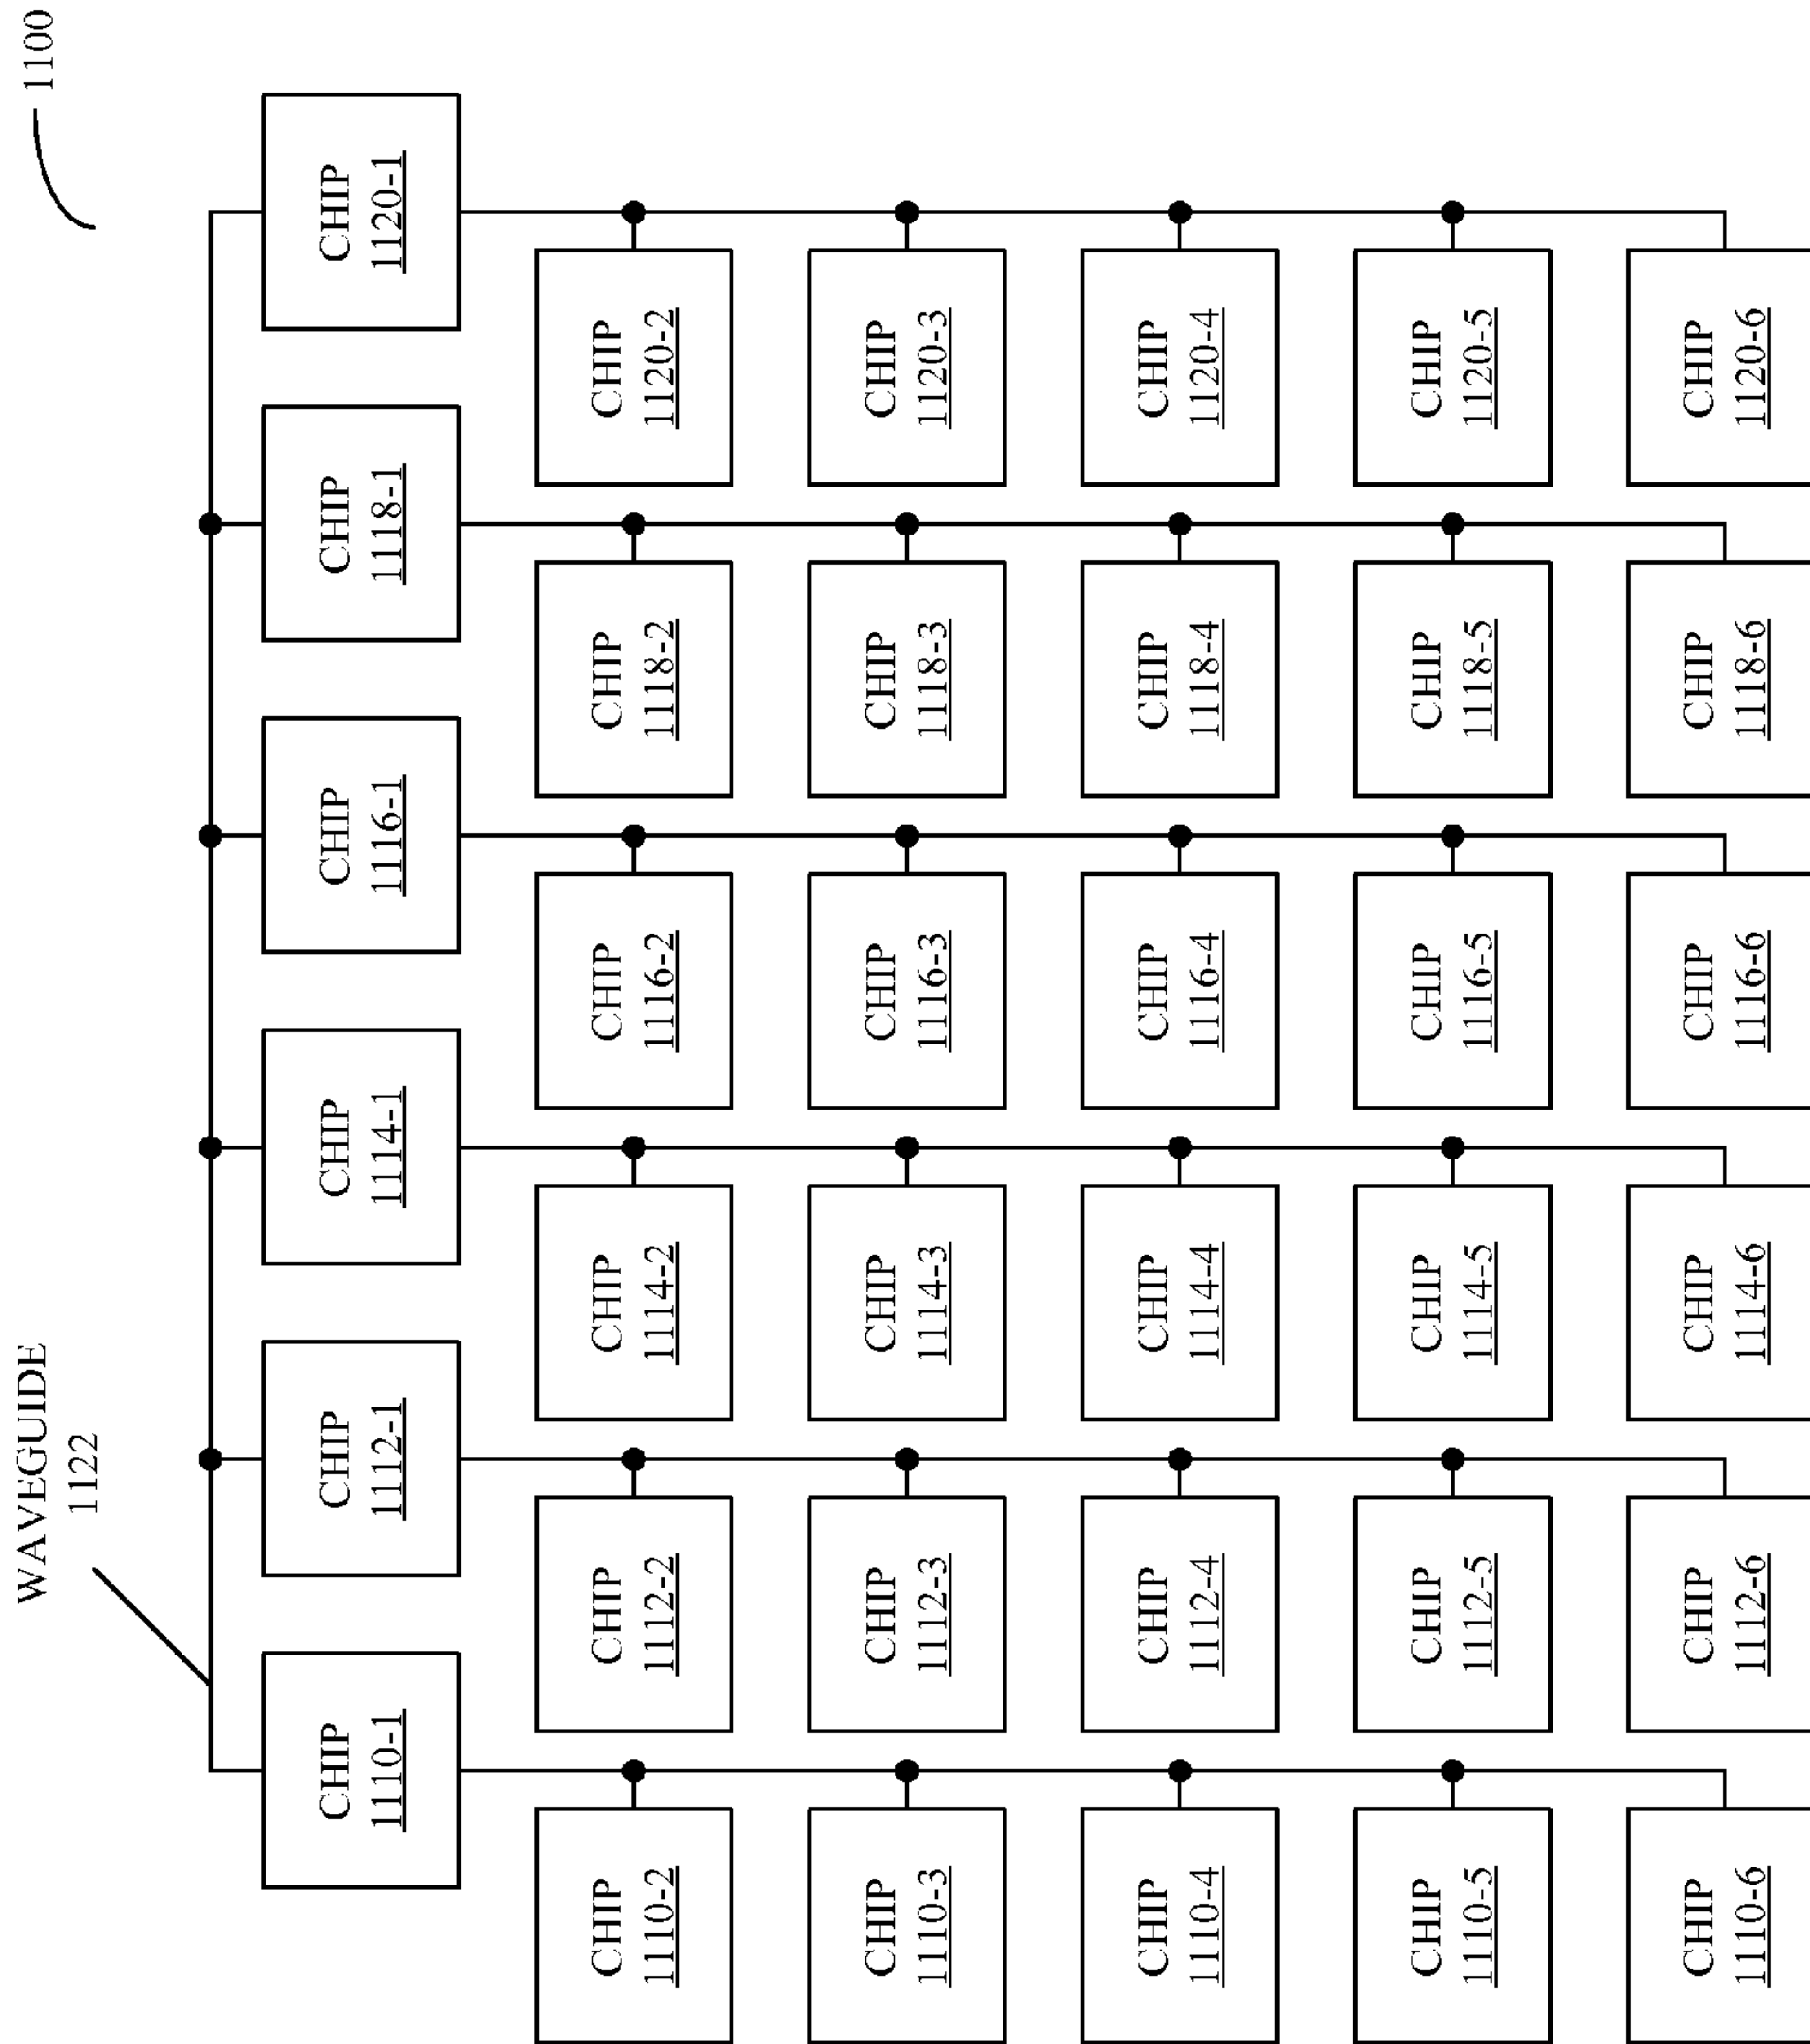 WAVEGUIDE
1122
1100
CHIP
1110-1
CHIP
1112-1
CHIP
1114-1
CHIP
1116-1
CHIP
1118-1
CHIP
1120-1
CHIP
1110-2
CHIP
1112-2
CHIP
1114-2
CHIP
1116-2
CHIP
1118-2
CHIP
1120-2
CHIP
1110-3
CHIP
1112-3
CHIP
1114-3
CHIP
1116-3
CHIP
1118-3
CHIP
1120-3
CHIP
1110-4
CHIP
1112-4
CHIP
1114-4
CHIP
1116-4
CHIP
1118-4
CHIP
1120-4
CHIP
1110-5
CHIP
1112-5
CHIP
1114-5
CHIP
1116-5
CHIP
1118-5
CHIP
1120-5
CHIP
1110-6
CHIP
1112-6
CHIP
1114-6
CHIP
1116-6
CHIP
1118-6
CHIP
1120-6